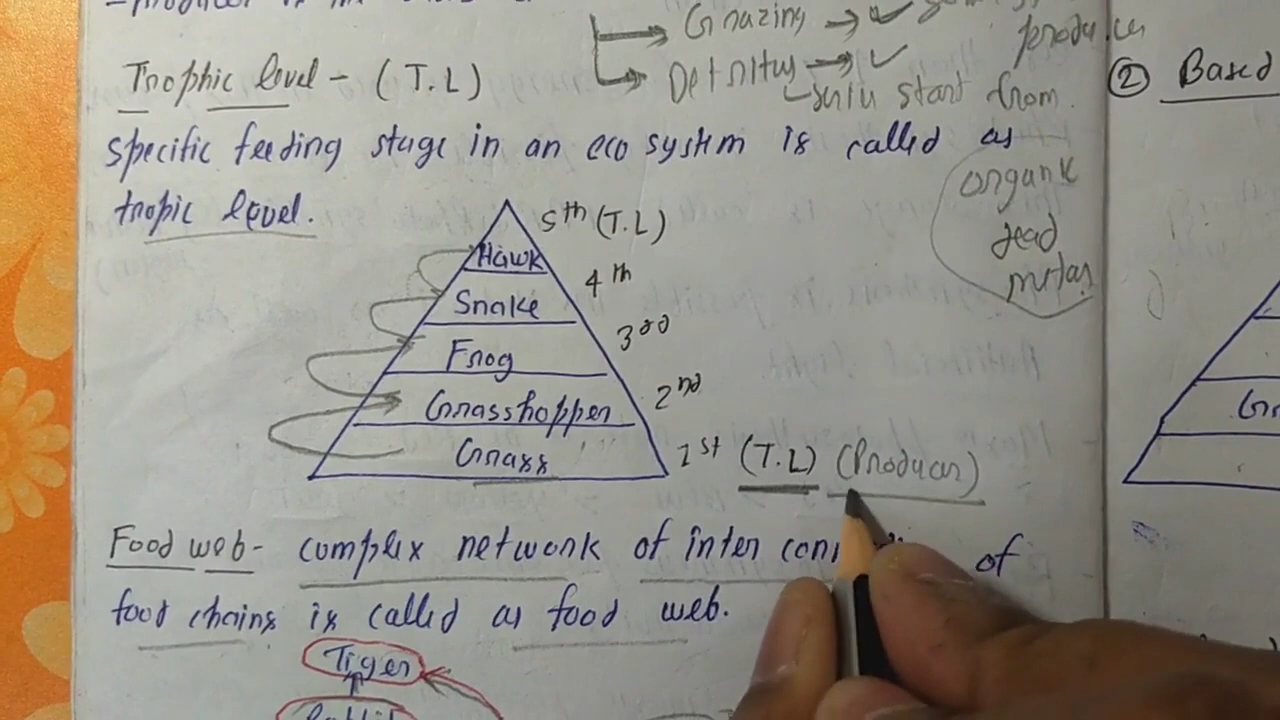 Grazing →
Detritus →
start from
organic
dead
Trophic level - (T.L)
specific feeding stage in an eco system is called as
tropic level.
Hawk 5th (T.L)
Snake 4th
Frog 3rd
Grasshopper 2nd
Grass 1st (T.L) (Producer)
Food web - complex network of inter of
food chains is called as food web.
Tiger
② Based